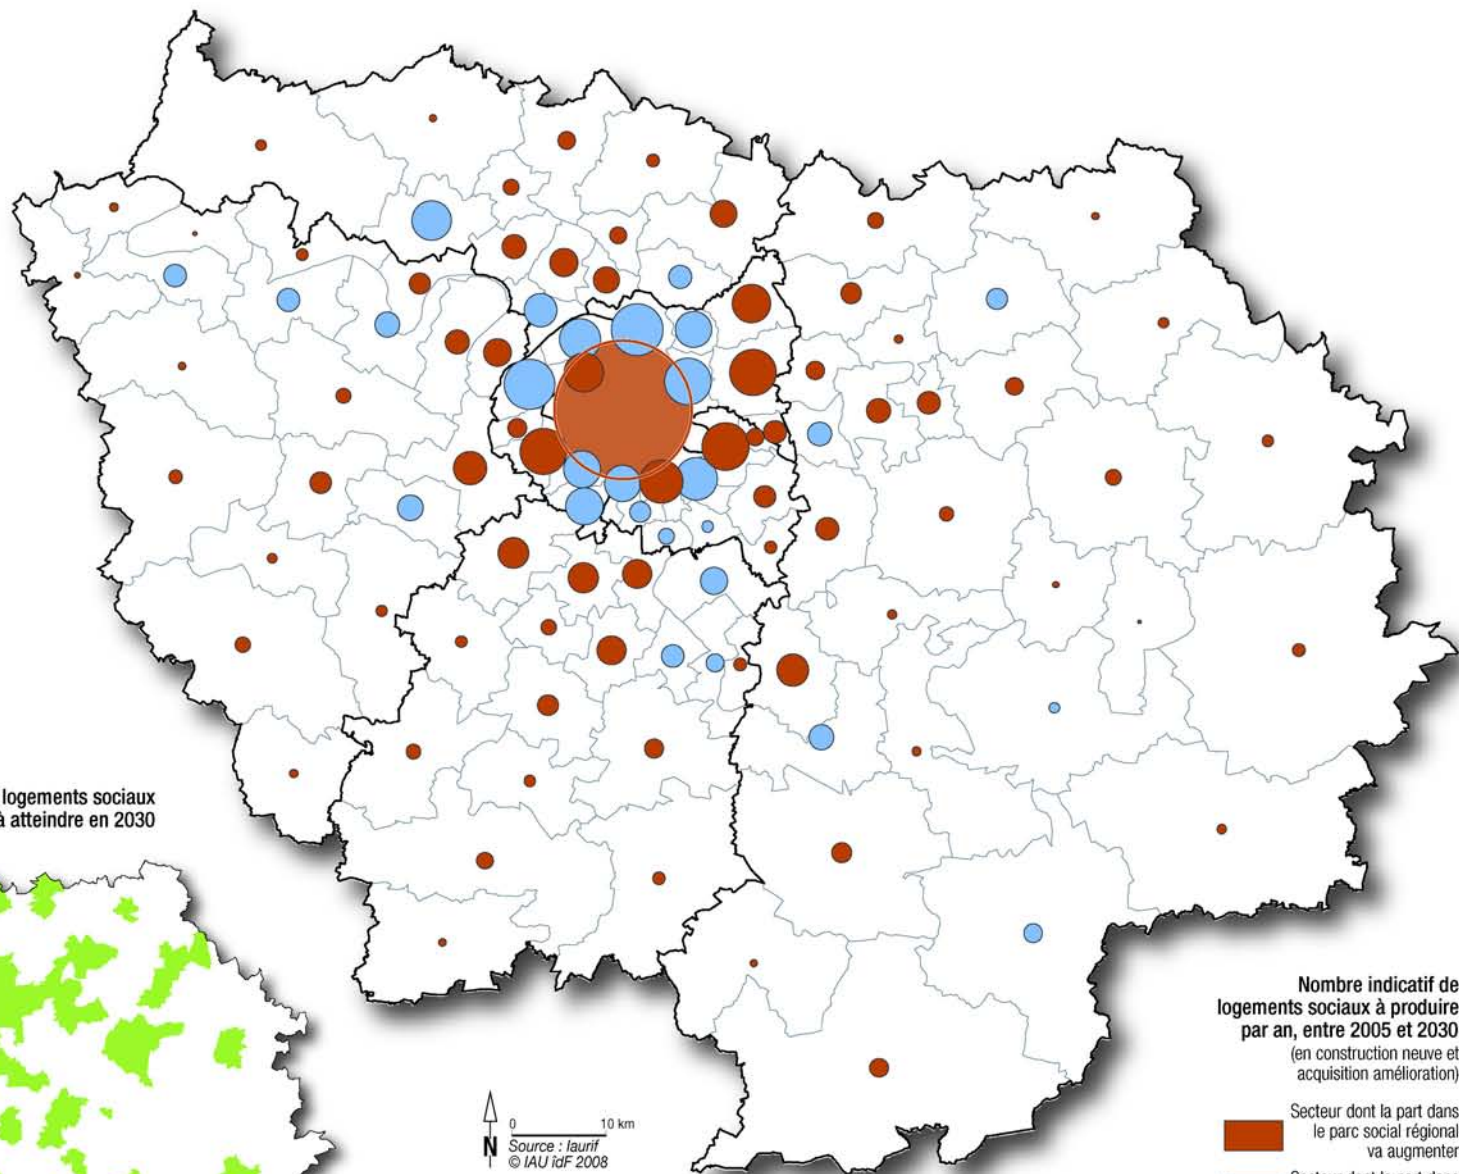 logements sociaux
à atteindre en 2030
N
0 10 km
Source : Iaurif
© IAU îdF 2008
Nombre indicatif de
logements sociaux à produire
par an, entre 2005 et 2030
(en construction neuve et
acquisition amélioration)
Secteur dont la part dans
le parc social régional
va augmenter